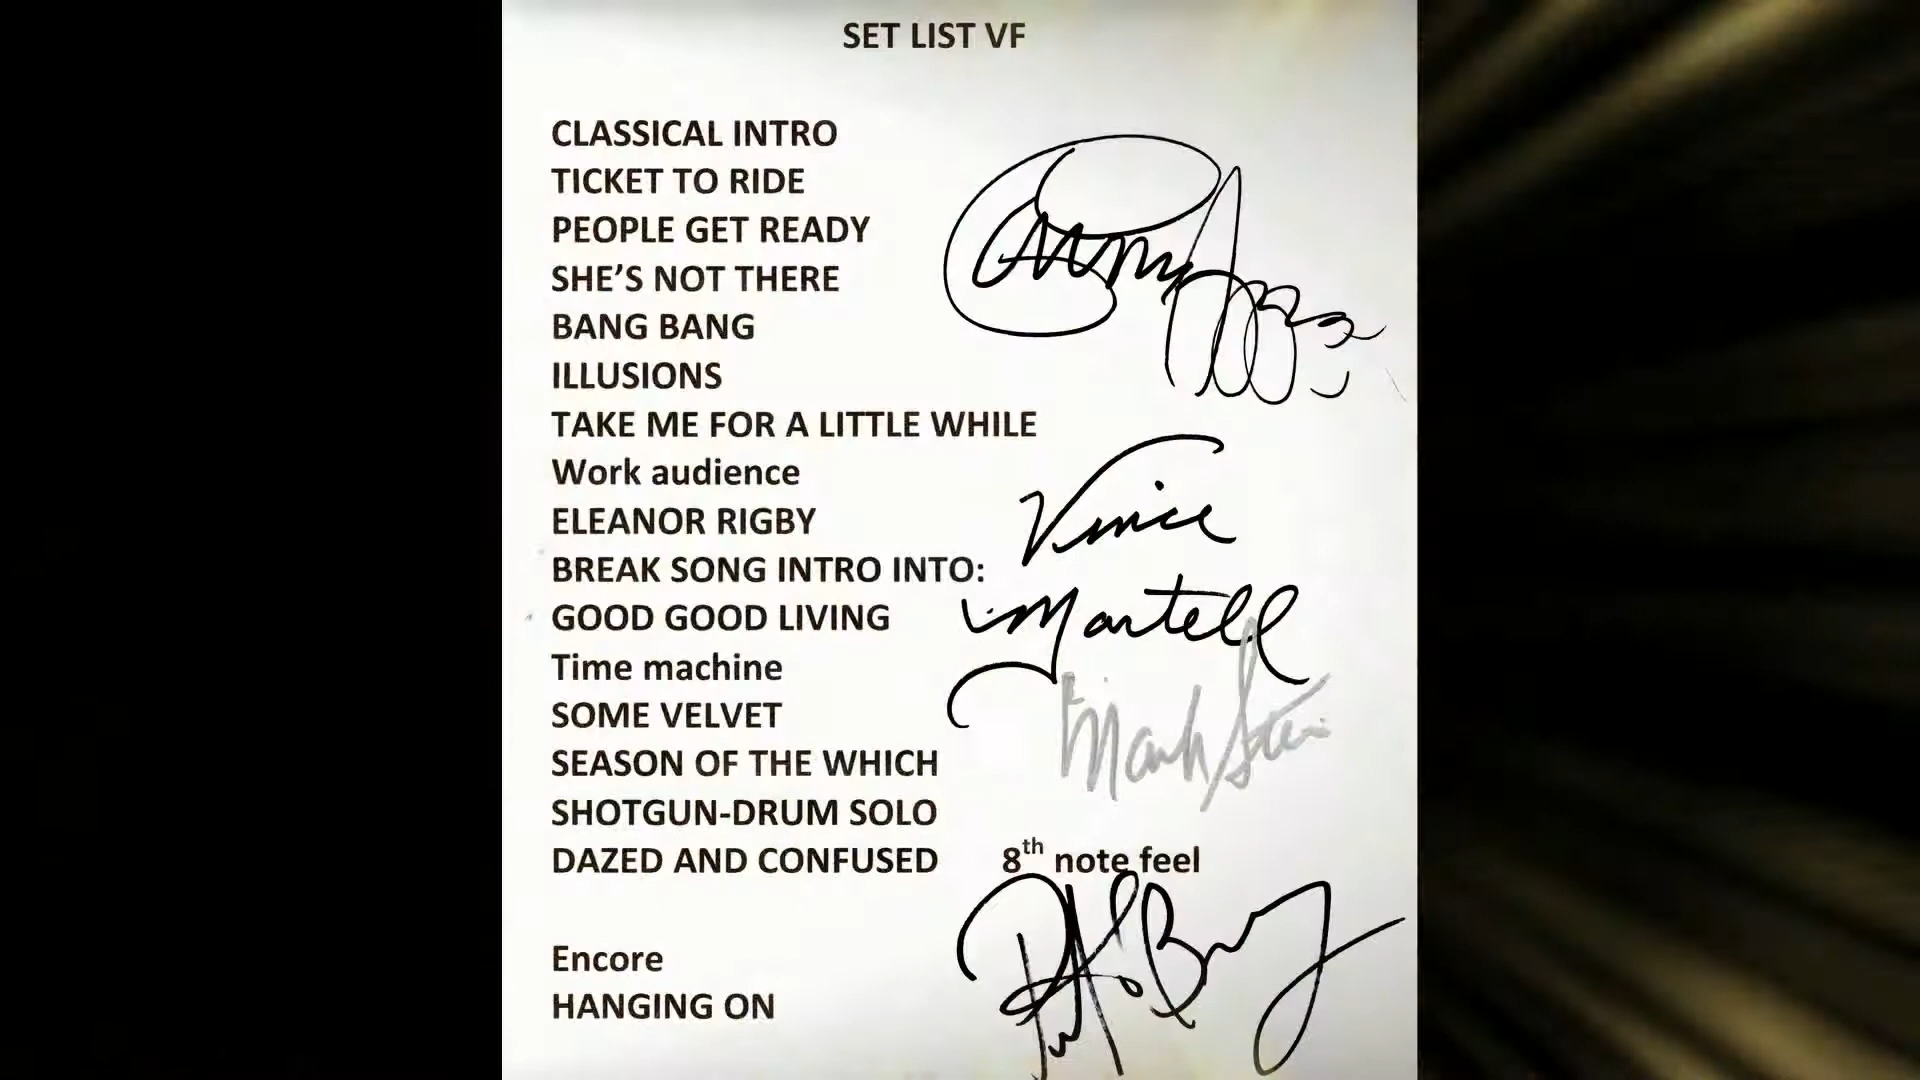 SET LIST VF
CLASSICAL INTRO
TICKET TO RIDE
PEOPLE GET READY
SHE'S NOT THERE
BANG BANG
ILLUSIONS
TAKE ME FOR A LITTLE WHILE
Work audience
ELEANOR RIGBY
BREAK SONG INTRO INTO:
GOOD GOOD LIVING
Time machine
SOME VELVET
SEASON OF THE WHICH
SHOTGUN-DRUM SOLO
DAZED AND CONFUSED 8th note feel
Encore
HANGING ON
Vince
Martell
Mark Stein